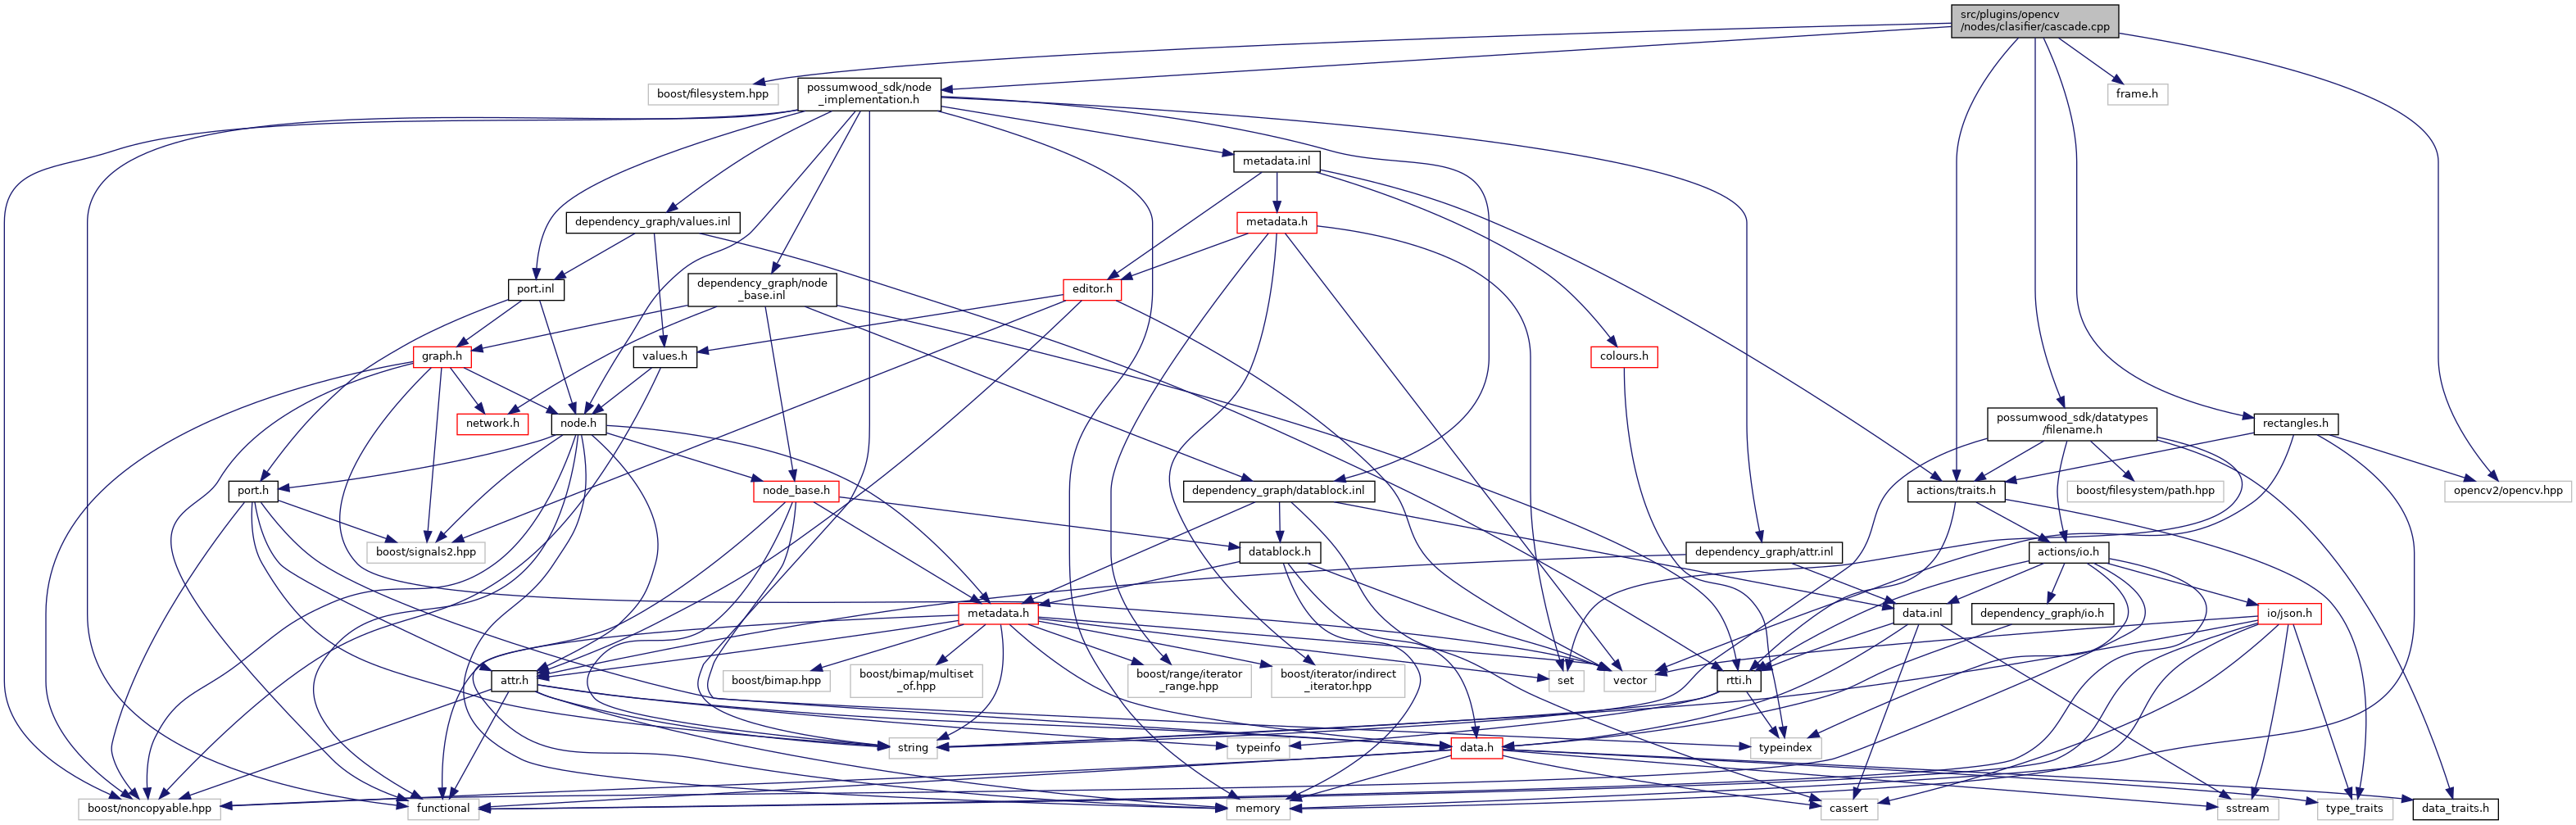 src/plugins/opencv
/nodes/clasifier/cascade.cpp
boost/filesystem.hpp
possumwood_sdk/node
_implementation.h
frame.h
metadata.inl
dependency_graph/values.inl
metadata.h
port.inl
dependency_graph/node
_base.inl
editor.h
graph.h
values.h
colours.h
network.h
node.h
possumwood_sdk/datatypes
/filename.h
rectangles.h
port.h
node_base.h
dependency_graph/datablock.inl
actions/traits.h
boost/filesystem/path.hpp
opencv2/opencv.hpp
boost/signals2.hpp
datablock.h
dependency_graph/attr.inl
actions/io.h
metadata.h
data.inl
dependency_graph/io.h
io/json.h
attr.h
boost/bimap.hpp
boost/bimap/multiset
_of.hpp
boost/range/iterator
_range.hpp
boost/iterator/indirect
_iterator.hpp
set
vector
rtti.h
string
typeinfo
data.h
typeindex
boost/noncopyable.hpp
functional
memory
cassert
sstream
type_traits
data_traits.h